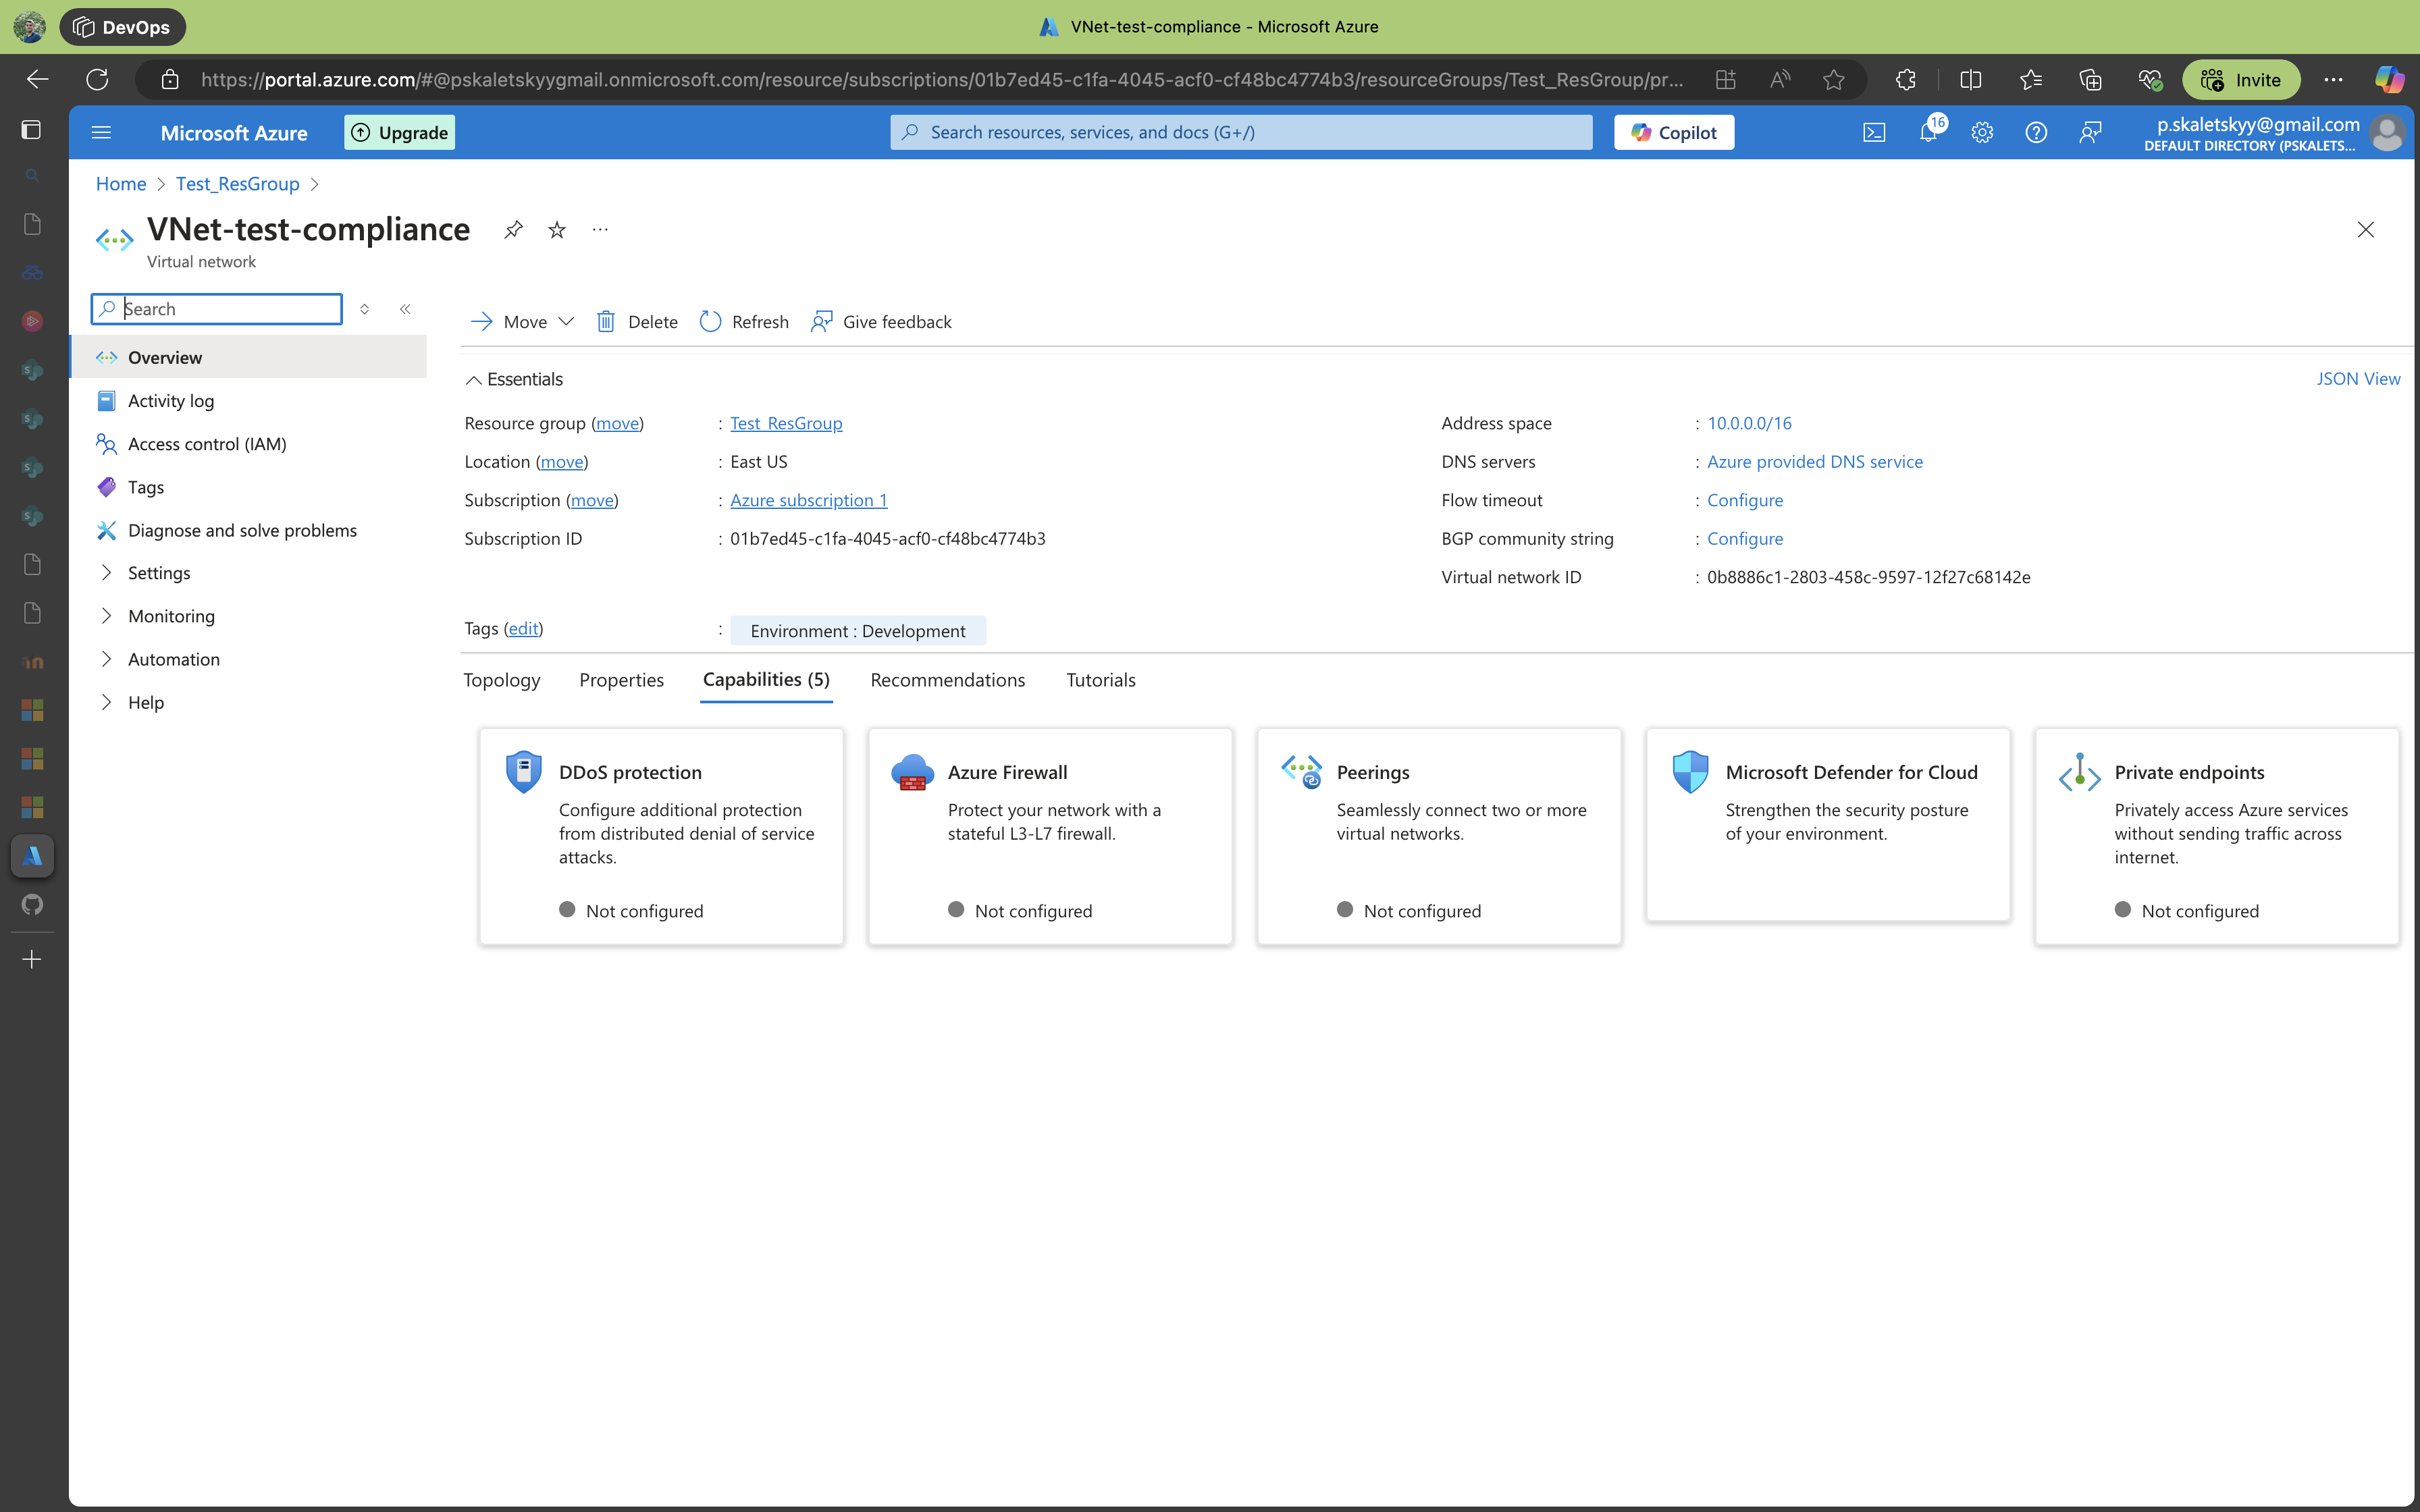 DevOps
VNet-test-compliance - Microsoft Azure
https://portal.azure.com/#@pskaletskyygmail.onmicrosoft.com/resource/subscriptions/01b7ed45-c1fa-4045-acf0-cf48bc4774b3/resourceGroups/Test_ResGroup/pr...
Invite
Microsoft Azure
Upgrade
Search resources, services, and docs (G+/)
Copilot
16
p.skaletskyy@gmail.com
DEFAULT DIRECTORY (PSKALETS...
Home > Test_ResGroup >
VNet-test-compliance
Virtual network
Search
Overview
Activity log
Access control (IAM)
Tags
Diagnose and solve problems
Settings
Monitoring
Automation
Help
Move
Delete
Refresh
Give feedback
Essentials
JSON View
Resource group (move) : Test_ResGroup
Location (move) : East US
Subscription (move) : Azure subscription 1
Subscription ID : 01b7ed45-c1fa-4045-acf0-cf48bc4774b3
Address space : 10.0.0.0/16
DNS servers : Azure provided DNS service
Flow timeout : Configure
BGP community string : Configure
Virtual network ID : 0b8886c1-2803-458c-9597-12f27c68142e
Tags (edit) : Environment : Development
Topology
Properties
Capabilities (5)
Recommendations
Tutorials
DDoS protection
Configure additional protection
from distributed denial of service
attacks.
Not configured
Azure Firewall
Protect your network with a
stateful L3-L7 firewall.
Not configured
Peerings
Seamlessly connect two or more
virtual networks.
Not configured
Microsoft Defender for Cloud
Strengthen the security posture
of your environment.
Private endpoints
Privately access Azure services
without sending traffic across
internet.
Not configured